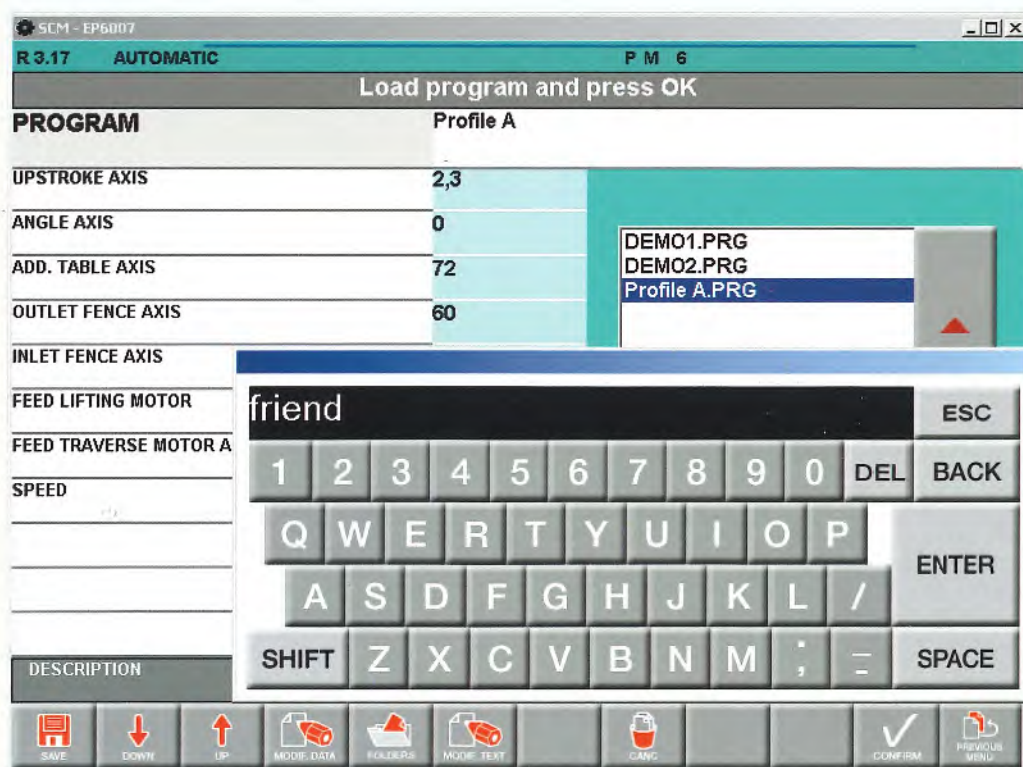 SCM - EP6007
R 3.17 AUTOMATIC P M 6
Load program and press OK
PROGRAM Profile A
UPSTROKE AXIS 2,3
ANGLE AXIS 0
ADD. TABLE AXIS 72
OUTLET FENCE AXIS 60
INLET FENCE AXIS
FEED LIFTING MOTOR
FEED TRAVERSE MOTOR A
SPEED
DEMO1.PRG
DEMO2.PRG
Profile A.PRG
friend ESC
1 2 3 4 5 6 7 8 9 0 DEL BACK
Q W E R T Y U I O P
ENTER
A S D F G H J K L /
SHIFT Z X C V B N M ; _ SPACE
DESCRIPTION
SAVE DOWN UP MODIF. DATA FOLDERS MODIF. TEXT CANC CONFIRM PREVIOUS MENU